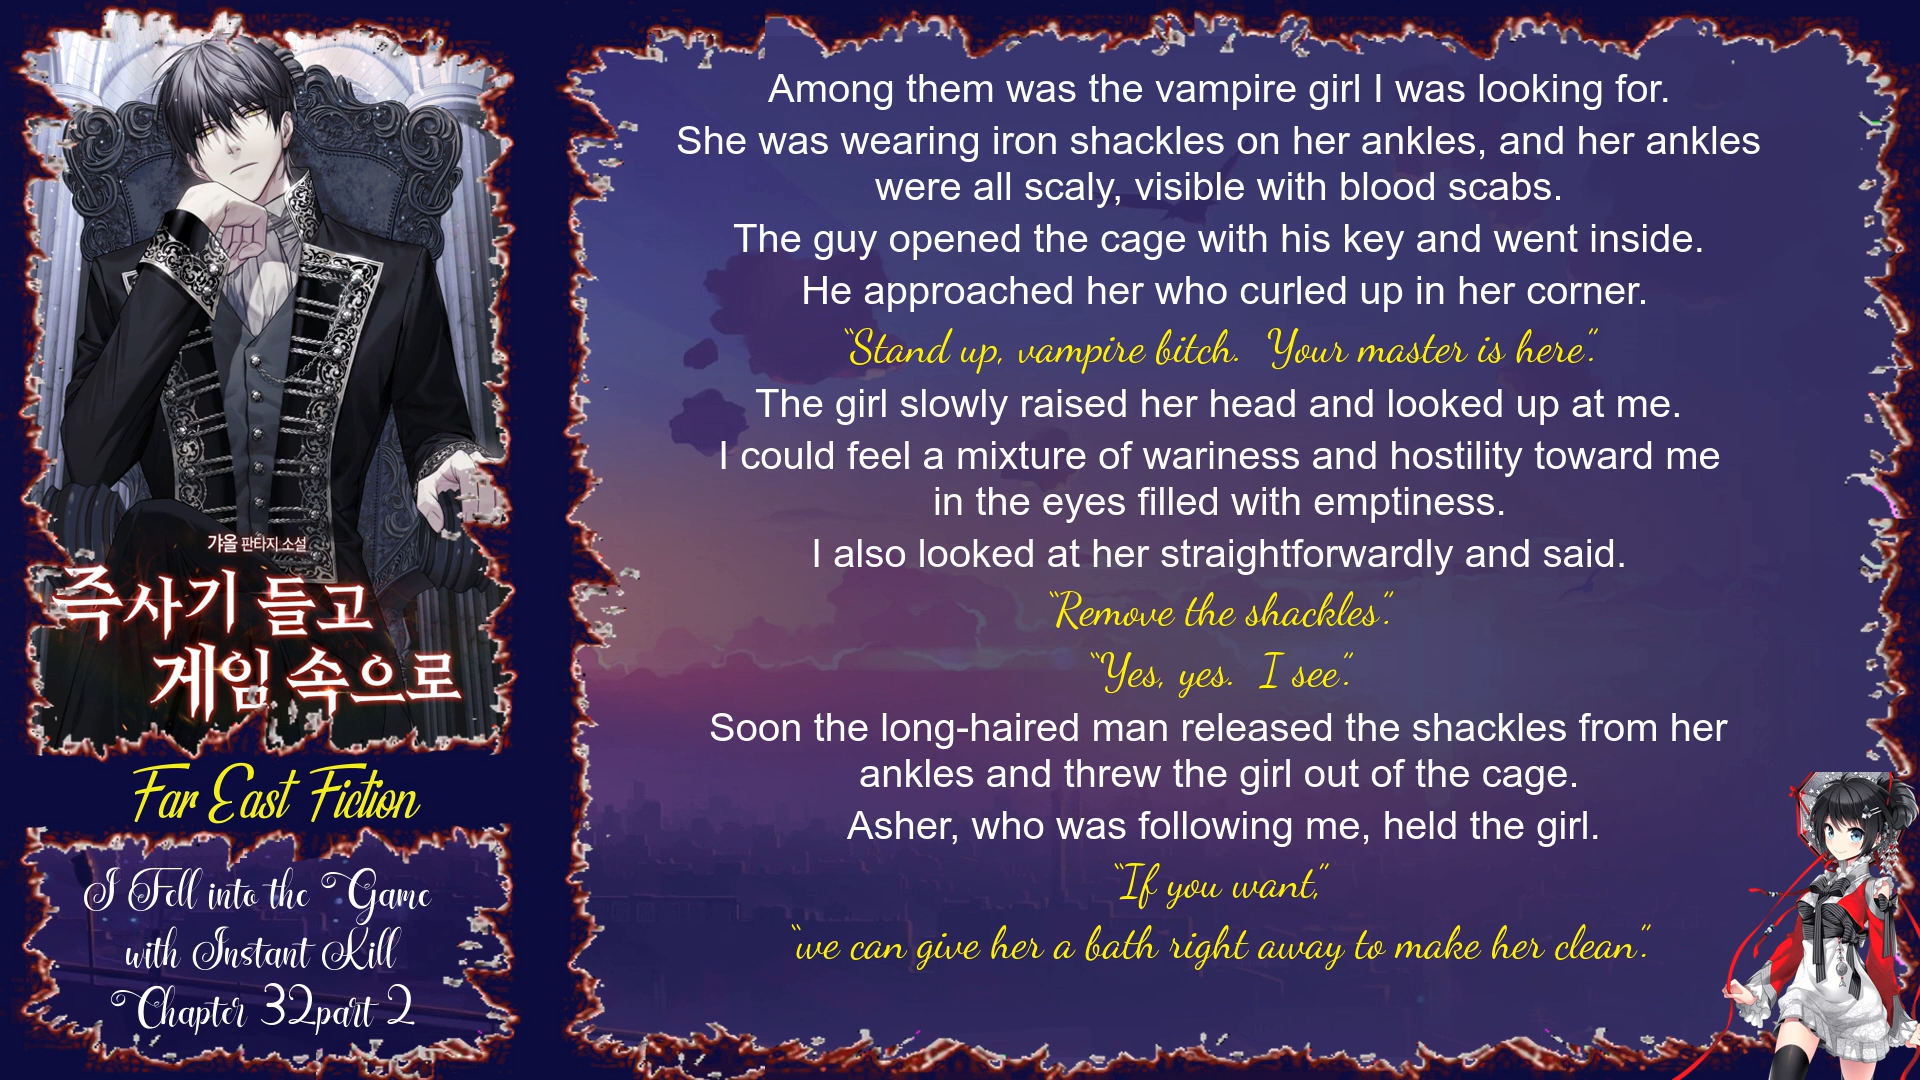 갸올 판타지 소설
즉사기 들고
게임 속으로
Far East Fiction
I Fell into the Game
with Instant Kill
Chapter 32part 2
Among them was the vampire girl I was looking for.
She was wearing iron shackles on her ankles, and her ankles
were all scaly, visible with blood scabs.
The guy opened the cage with his key and went inside.
He approached her who curled up in her corner.
“Stand up, vampire bitch.  Your master is here”.
The girl slowly raised her head and looked up at me.
I could feel a mixture of wariness and hostility toward me
in the eyes filled with emptiness.
I also looked at her straightforwardly and said.
“Remove the shackles”.
“Yes, yes.  I see”.
Soon the long-haired man released the shackles from her
ankles and threw the girl out of the cage.
Asher, who was following me, held the girl.
“If you want,”
“we can give her a bath right away to make her clean”.